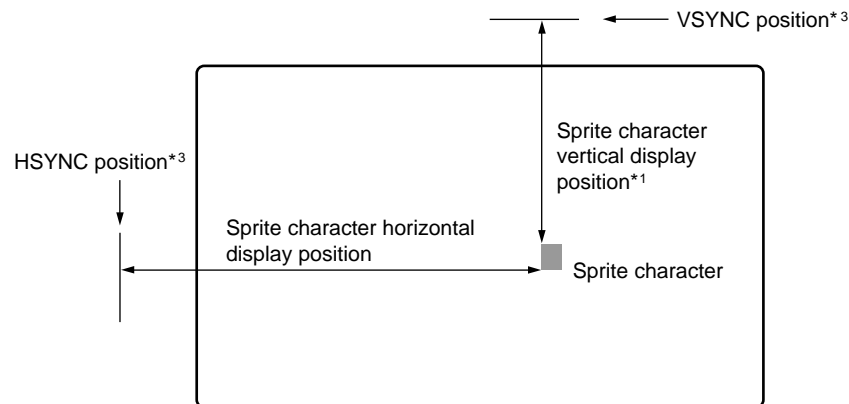 VSYNC position*3
Sprite character
vertical display
position*1
HSYNC position*3
Sprite character horizontal
display position
Sprite character